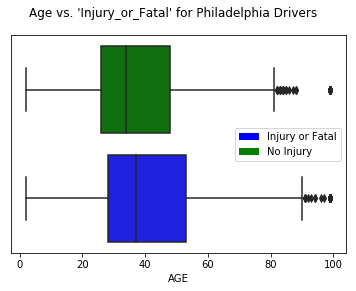 Age vs. 'Injury_or_Fatal' for Philadelphia Drivers
Injury or Fatal
No Injury
0 20 40 60 80 100
AGE